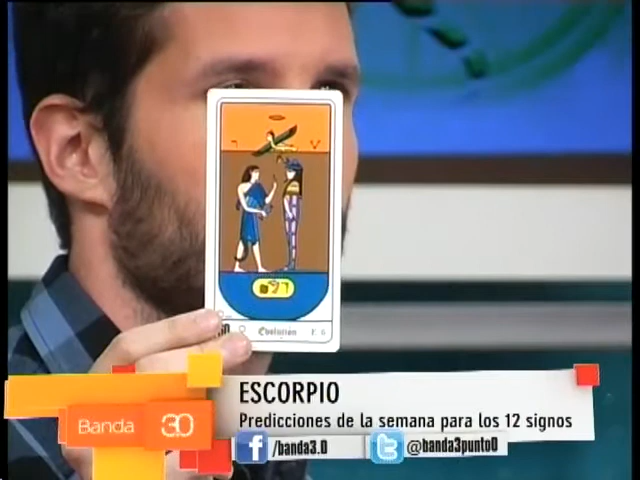 Evolución
ESCORPIO
Predicciones de la semana para los 12 signos
Banda 3.0
/banda3.0
@banda3punto0